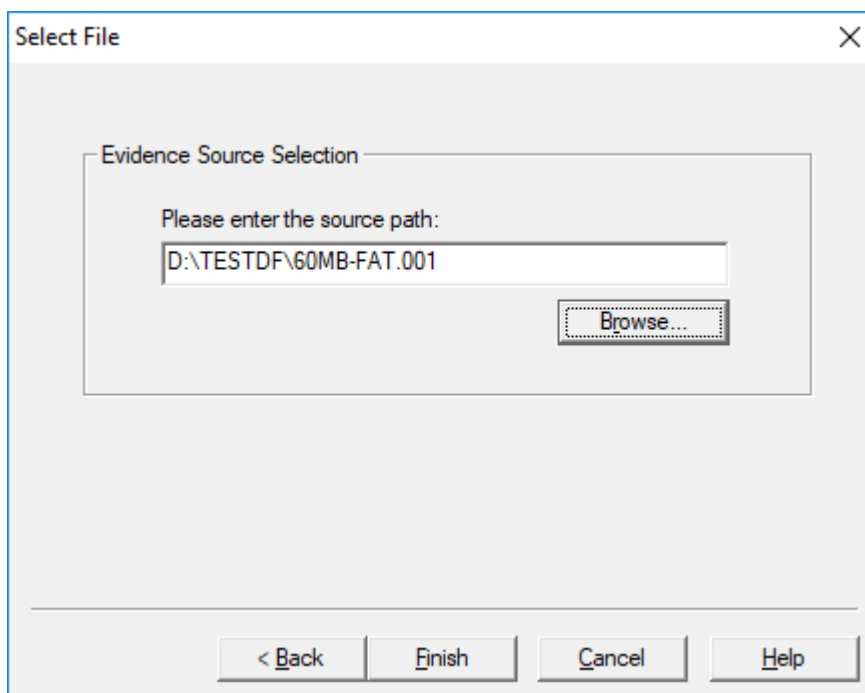 Select File
Evidence Source Selection
Please enter the source path:
D:\TESTDF\60MB-FAT.001
Browse...
< Back
Finish
Cancel
Help